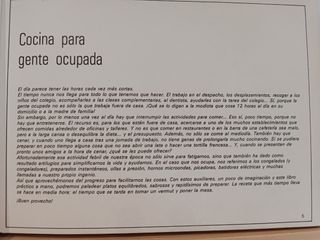 Cocina para
gente ocupada
El día parece tener las horas cada vez más cortas.
El tiempo nunca nos llega para todo lo que tenemos que hacer. El trabajo en el despacho, los desplazamientos, recoger a los
niños del colegio, acompañarles a las clases complementarias, al dentista, ayudarles con la tarea del colegio... Sí, porque la
gente ocupada no es sólo la que trabaja fuera de casa. ¡Qué se lo digan a la modista que cose 12 horas al día en su
domicilio o a la madre de familia!
Sin embargo, por lo menos una vez al día hay que interrumpir las actividades para comer... Eso sí, poco tiempo, porque no
hay que entretenerse. El recurso es, para los que están fuera de casa, acercarse a uno de los muchos establecimientos que
ofrecen comidas alrededor de oficinas y talleres. Y no es que comer en restaurantes o en la barra de una cafetería sea malo,
pero a la larga cansa o desequilibra la dieta... y el presupuesto. Además, no sólo se come al mediodía. También hay que
cenar, y cuando uno llega a casa tras una jornada de trabajo, no tiene ganas de ponerse mucho cocinando. Si se pudiera
preparar en poco tiempo alguna cosa que no sea abrir una lata o hacer una tortilla francesa... Y, cuando se presentan de
pronto unos amigos a la hora de cenar, ¿qué se les puede ofrecer?
Afortunadamente esa actividad fabril de nuestra época no sólo sirve para fatigarnos, sino que también ha dado como
resultado artilugios para simplificarnos la vida y ayudarnos. En el caso que nos ocupa, nos referimos a los congelados (y
congeladores), preparados instantáneos, ollas a presión, hornos microondas, picadoras, batidoras eléctricas y muchas
llamadas a nuestro propio ingenio.
Así que aprovechémonos del progreso para facilitarnos las cosas. Con estos auxiliares, un poco de imaginación y este libro
práctico a mano, podremos paladear platos equilibrados, sabrosos y rapidísimos de preparar. La receta que más tiempo lleva
se hace en media hora: el tiempo que se tarda en tomar un vermut y poner la mesa.
¡Buen provecho!
5